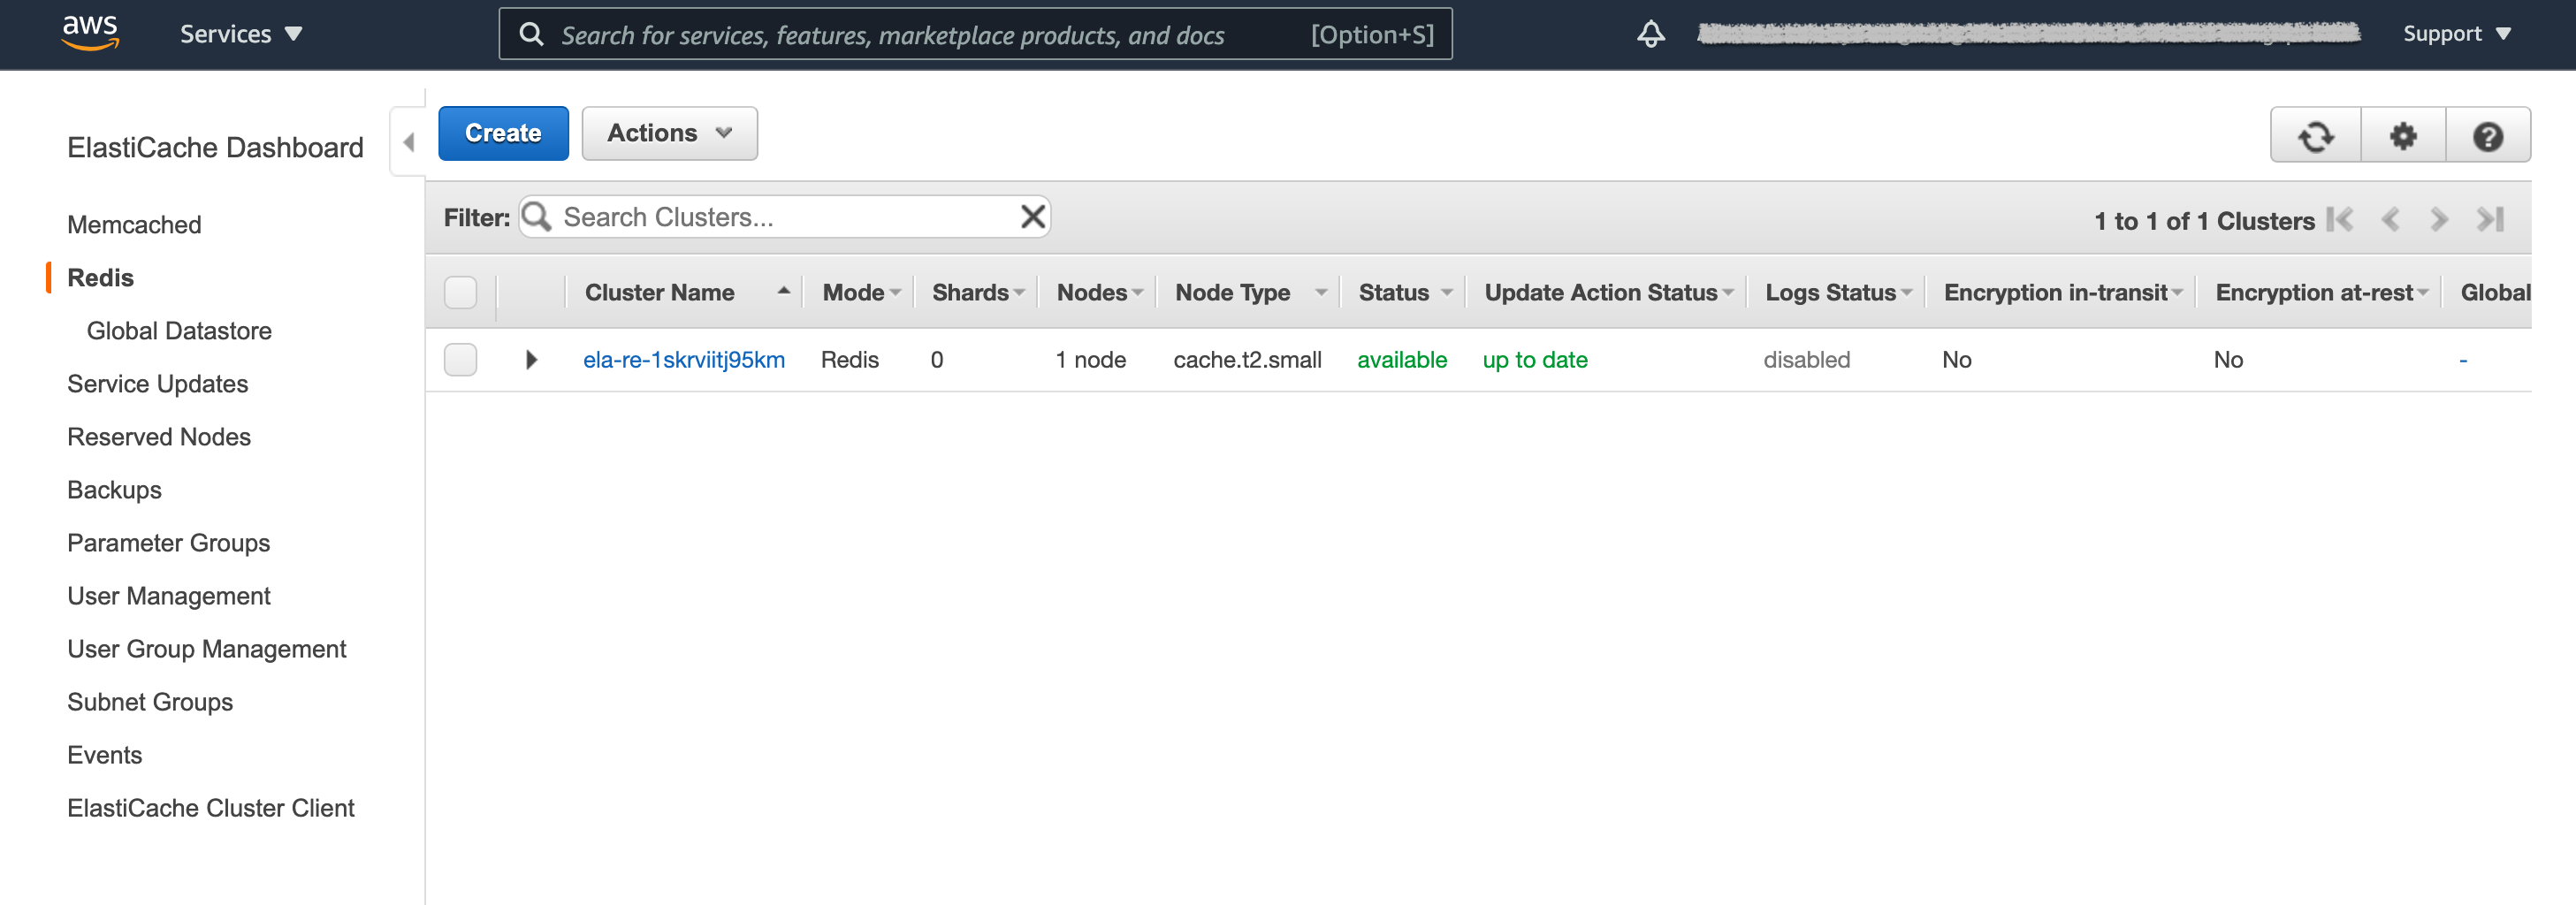 aws Services Search for services, features, marketplace products, and docs [Option+S] Support
ElastiCache Dashboard
Memcached
Redis
Global Datastore
Service Updates
Reserved Nodes
Backups
Parameter Groups
User Management
User Group Management
Subnet Groups
Events
ElastiCache Cluster Client
Create Actions
Filter: Search Clusters... 1 to 1 of 1 Clusters
Cluster Name Mode Shards Nodes Node Type Status Update Action Status Logs Status Encryption in-transit Encryption at-rest Global
ela-re-1skrviitj95km Redis 0 1 node cache.t2.small available up to date disabled No No -